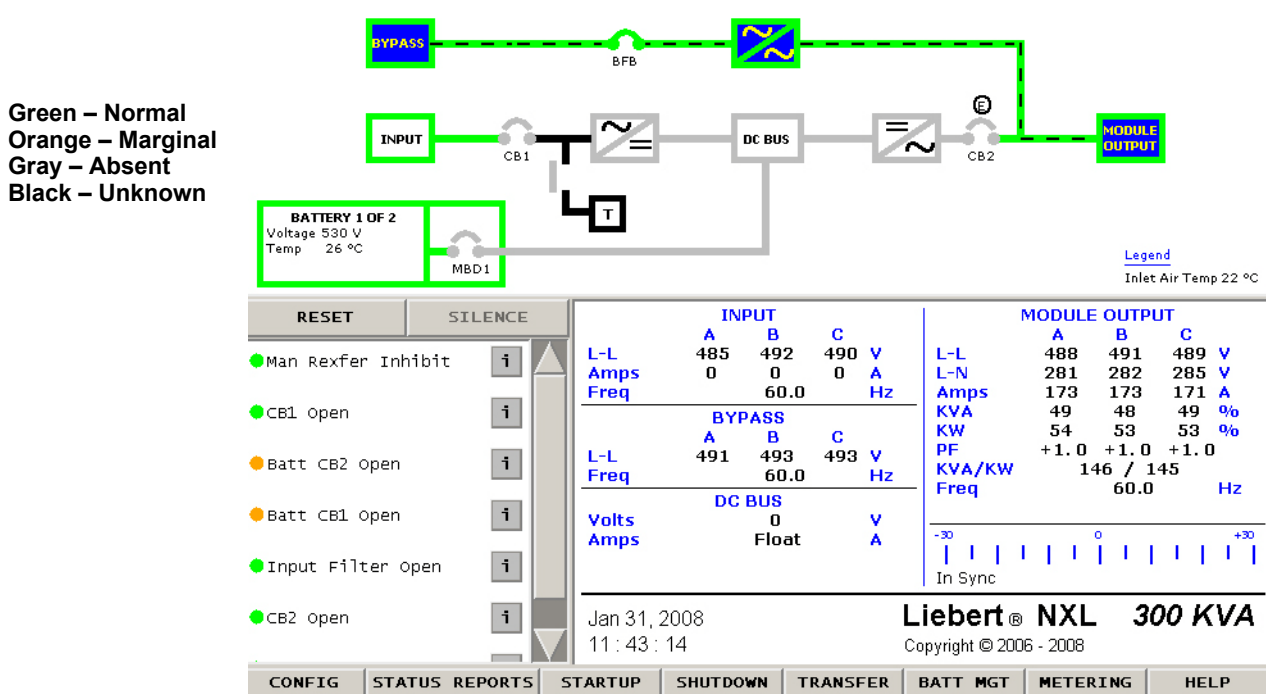 Green – Normal
Orange – Marginal
Gray – Absent
Black – Unknown
BYPASS
BFB
INPUT
CB1
DC BUS
E
CB2
MODULE
OUTPUT
T
BATTERY 1 OF 2
Voltage 530 V
Temp 26 °C
MBD1
Legend
Inlet Air Temp 22 °C
RESET
SILENCE
Man Rexfer Inhibit i
CB1 Open i
Batt CB2 Open i
Batt CB1 Open i
Input Filter Open i
CB2 Open i
INPUT
A B C
L-L 485 492 490 V
Amps 0 0 0 A
Freq 60.0 Hz
BYPASS
A B C
L-L 491 493 493 V
Freq 60.0 Hz
DC BUS
Volts 0 V
Amps Float A
MODULE OUTPUT
A B C
L-L 488 491 489 V
L-N 281 282 285 V
Amps 173 173 171 A
KVA 49 48 49 %
KW 54 53 53 %
PF +1.0 +1.0 +1.0
KVA/KW 146 / 145
Freq 60.0 Hz
-30 0 +30
In Sync
Jan 31, 2008
11 : 43 : 14
Liebert ® NXL 300 KVA
Copyright © 2006 - 2008
CONFIG STATUS REPORTS STARTUP SHUTDOWN TRANSFER BATT MGT METERING HELP